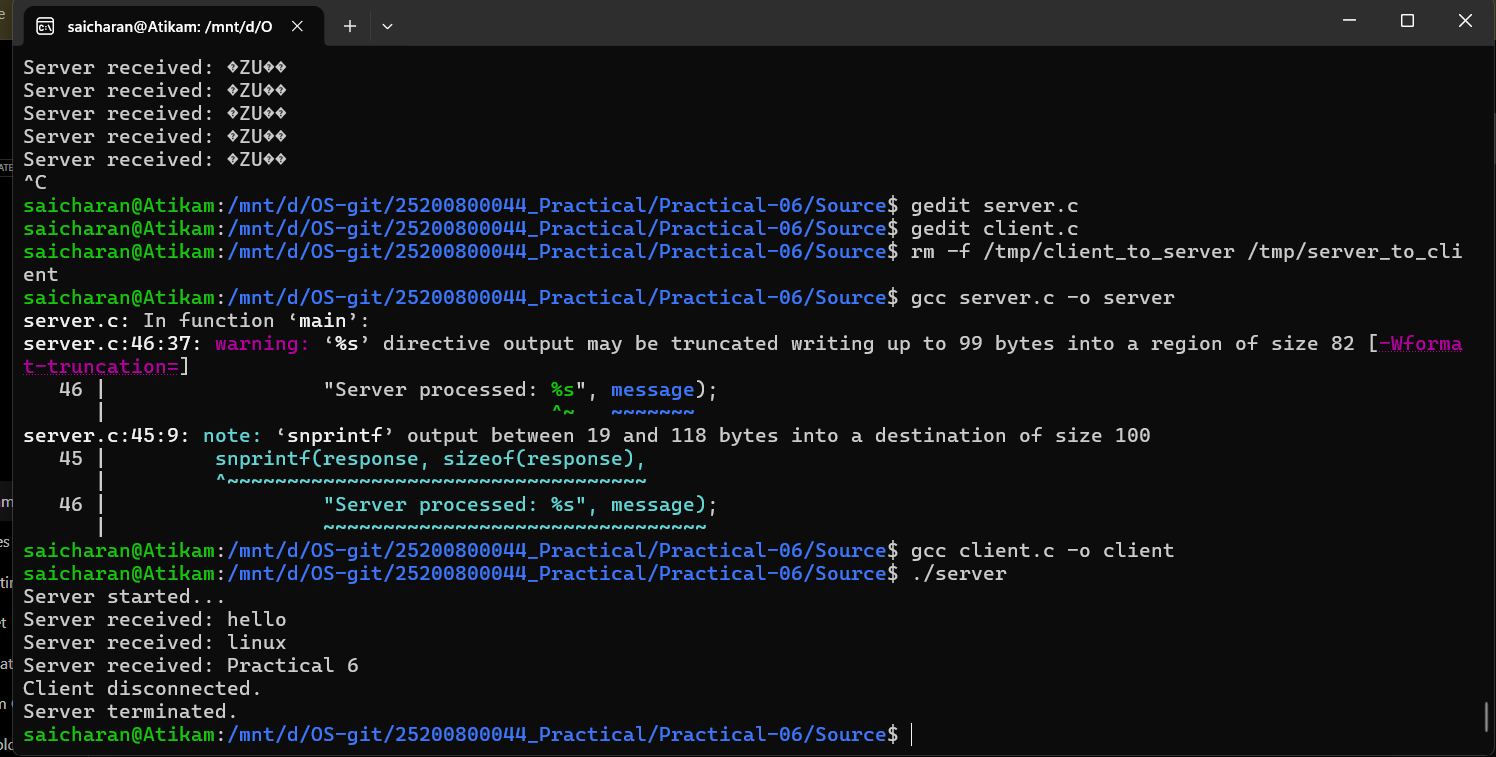 saicharan@Atikam: /mnt/d/O
Server received: �ZU��
Server received: �ZU��
Server received: �ZU��
Server received: �ZU��
Server received: �ZU��
^C
saicharan@Atikam:/mnt/d/OS-git/25200800044_Practical/Practical-06/Source$ gedit server.c
saicharan@Atikam:/mnt/d/OS-git/25200800044_Practical/Practical-06/Source$ gedit client.c
saicharan@Atikam:/mnt/d/OS-git/25200800044_Practical/Practical-06/Source$ rm -f /tmp/client_to_server /tmp/server_to_cli
ent
saicharan@Atikam:/mnt/d/OS-git/25200800044_Practical/Practical-06/Source$ gcc server.c -o server
server.c: In function ‘main’:
server.c:46:37: warning: ‘%s’ directive output may be truncated writing up to 99 bytes into a region of size 82 [-Wforma
t-truncation=]
   46 |                  "Server processed: %s", message);
      |                                     ^~   ~~~~~~~
server.c:45:9: note: ‘snprintf’ output between 19 and 118 bytes into a destination of size 100
   45 |         snprintf(response, sizeof(response),
      |         ^~~~~~~~~~~~~~~~~~~~~~~~~~~~~~~~~~~~
   46 |                  "Server processed: %s", message);
      |                  ~~~~~~~~~~~~~~~~~~~~~~~~~~~~~~~~
saicharan@Atikam:/mnt/d/OS-git/25200800044_Practical/Practical-06/Source$ gcc client.c -o client
saicharan@Atikam:/mnt/d/OS-git/25200800044_Practical/Practical-06/Source$ ./server
Server started...
Server received: hello
Server received: linux
Server received: Practical 6
Client disconnected.
Server terminated.
saicharan@Atikam:/mnt/d/OS-git/25200800044_Practical/Practical-06/Source$